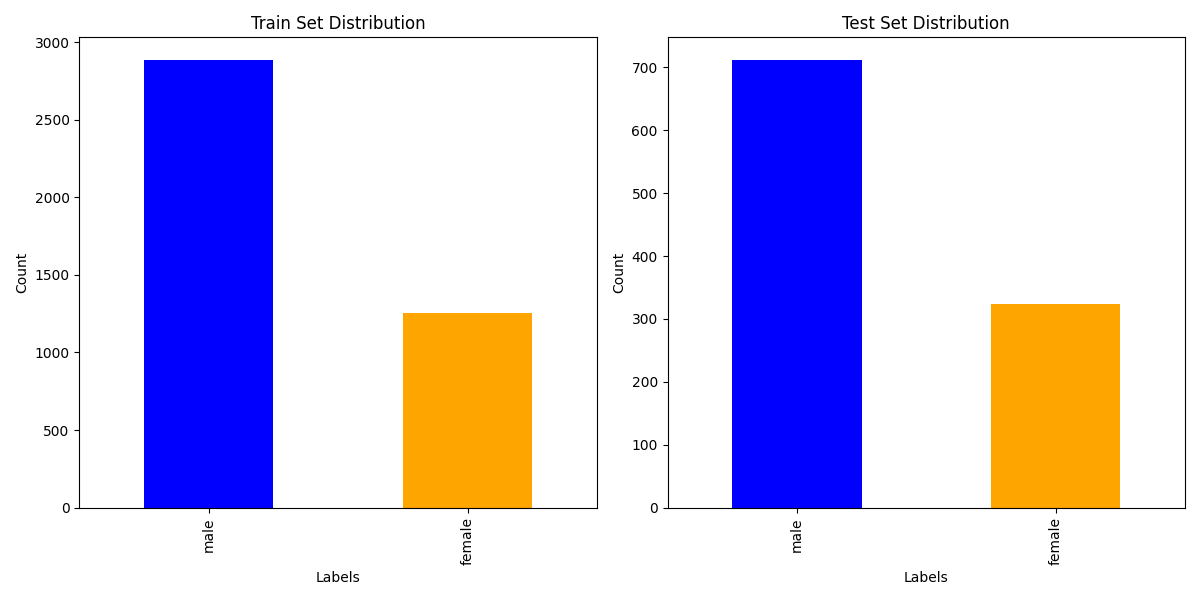 Train Set Distribution
3000
2500
2000
1500
1000
500
0
Count
male
female
Labels
Test Set Distribution
700
600
500
400
300
200
100
0
Count
male
female
Labels